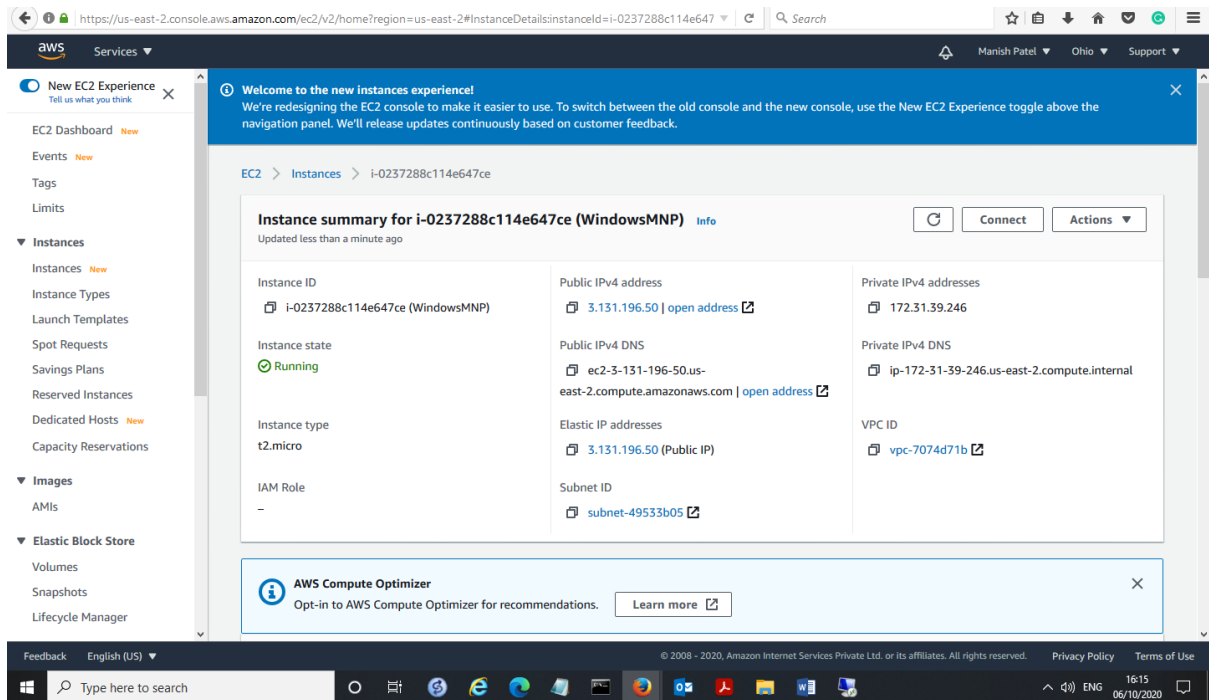 https://us-east-2.console.aws.amazon.com/ec2/v2/home?region=us-east-2#InstanceDetails:instanceId=i-0237288c114e647
Search
aws
Services
Manish Patel
Ohio
Support
New EC2 Experience
Tell us what you think
EC2 Dashboard New
Events New
Tags
Limits
Instances
Instances New
Instance Types
Launch Templates
Spot Requests
Savings Plans
Reserved Instances
Dedicated Hosts New
Capacity Reservations
Images
AMIs
Elastic Block Store
Volumes
Snapshots
Lifecycle Manager
Welcome to the new instances experience!
We're redesigning the EC2 console to make it easier to use. To switch between the old console and the new console, use the New EC2 Experience toggle above the
navigation panel. We'll release updates continuously based on customer feedback.
EC2 > Instances > i-0237288c114e647ce
Instance summary for i-0237288c114e647ce (WindowsMNP) Info
Updated less than a minute ago
Connect
Actions
Instance ID
i-0237288c114e647ce (WindowsMNP)
Public IPv4 address
3.131.196.50 | open address
Private IPv4 addresses
172.31.39.246
Instance state
Running
Public IPv4 DNS
ec2-3-131-196-50.us-
east-2.compute.amazonaws.com | open address
Private IPv4 DNS
ip-172-31-39-246.us-east-2.compute.internal
Instance type
t2.micro
Elastic IP addresses
3.131.196.50 (Public IP)
VPC ID
vpc-7074d71b
IAM Role
–
Subnet ID
subnet-49533b05
AWS Compute Optimizer
Opt-in to AWS Compute Optimizer for recommendations.
Learn more
Feedback
English (US)
© 2008 - 2020, Amazon Internet Services Private Ltd. or its affiliates. All rights reserved.
Privacy Policy
Terms of Use
Type here to search
ENG
16:15
06/10/2020